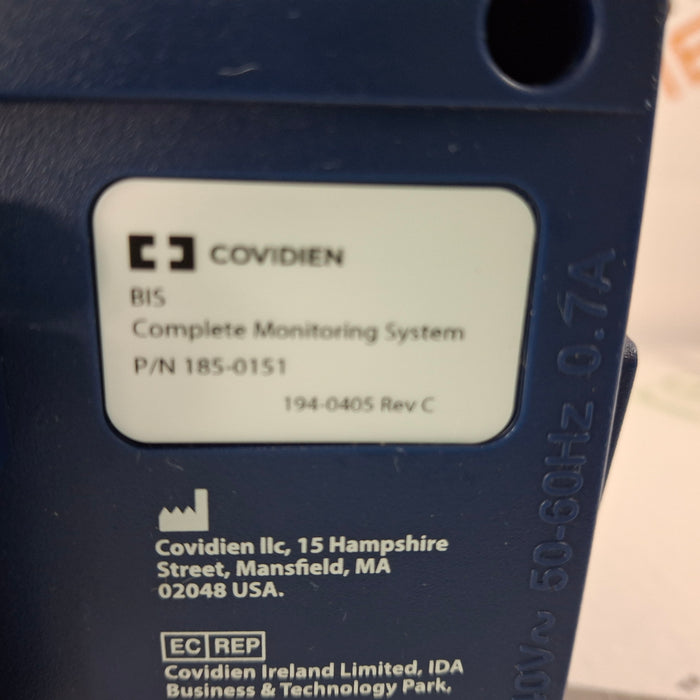 COVIDIEN
BIS
Complete Monitoring System
P/N 185-0151
194-0405 Rev C
Covidien llc, 15 Hampshire
Street, Mansfield, MA
02048 USA.
EC REP
Covidien Ireland Limited, IDA
Business & Technology Park,
0V~ 50-60Hz 0.7A